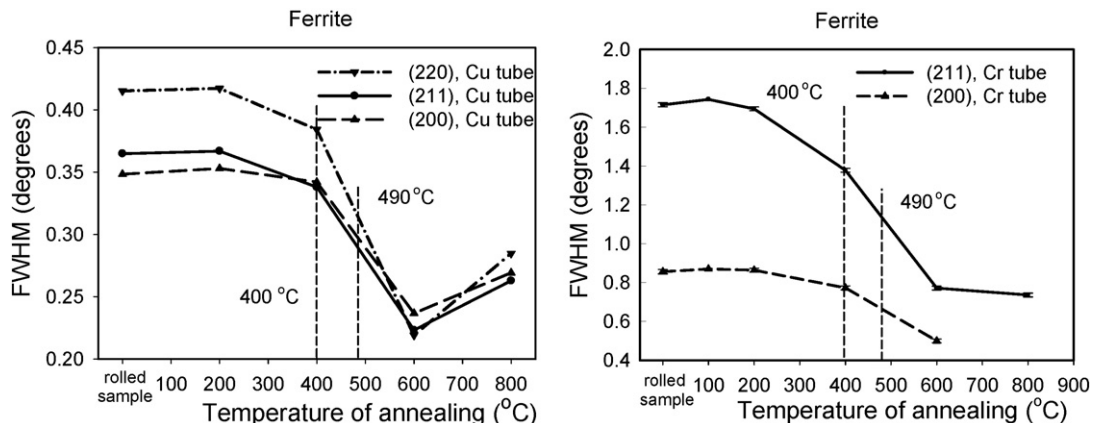 Ferrite
0.45
0.40
0.35
0.30
0.25
0.20
FWHM (degrees)
(220), Cu tube
(211), Cu tube
(200), Cu tube
490 °C
400 °C
rolled
sample
100 200 300 400 500 600 700 800
Temperature of annealing (°C)
Ferrite
2.0
1.8
1.6
1.4
1.2
1.0
0.8
0.6
0.4
FWHM (degrees)
(211), Cr tube
(200), Cr tube
400 °C
490 °C
rolled
sample
100 200 300 400 500 600 700 800 900
Temperature of annealing (°C)